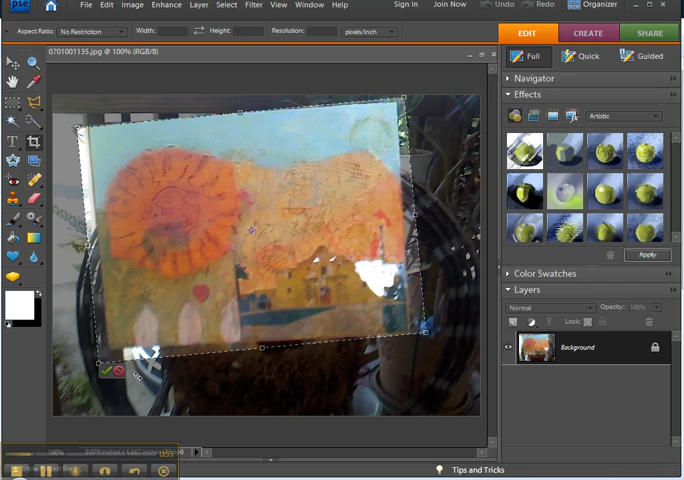 pse File Edit Image Enhance Layer Select Filter View Window Help Sign In Join Now Undo Redo Organizer
Aspect Ratio: No Restriction Width: Height: Resolution: pixels/inch
EDIT CREATE SHARE
0701001135.jpg @ 100% (RGB/8)
Full Quick Guided
Navigator
Effects
Artistic
Apply
Color Swatches
Layers
Normal Opacity: 100%
Lock:
Background
100%
Tips and Tricks